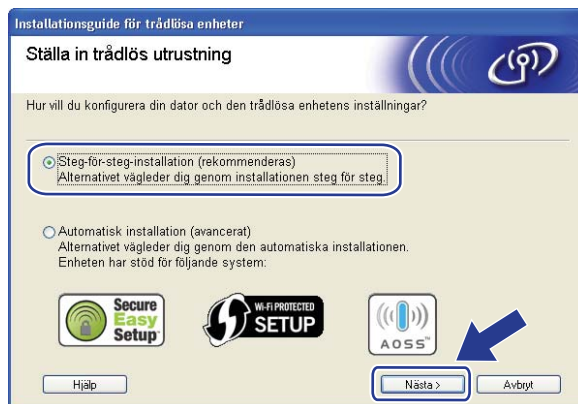 Installationsguide för trådlösa enheter
Ställa in trådlös utrustning
Hur vill du konfigurera din dator och den trådlösa enhetens inställningar?
Steg-för-steg-installation (rekommenderas)
Alternativet vägleder dig genom installationen steg för steg.
Automatisk installation (avancerat)
Alternativet vägleder dig genom den automatiska installationen.
Enheten har stöd för följande system:
Secure
Easy
Setup
WI-FI PROTECTED
SETUP
AOSS™
Hjälp
Nästa >
Avbryt